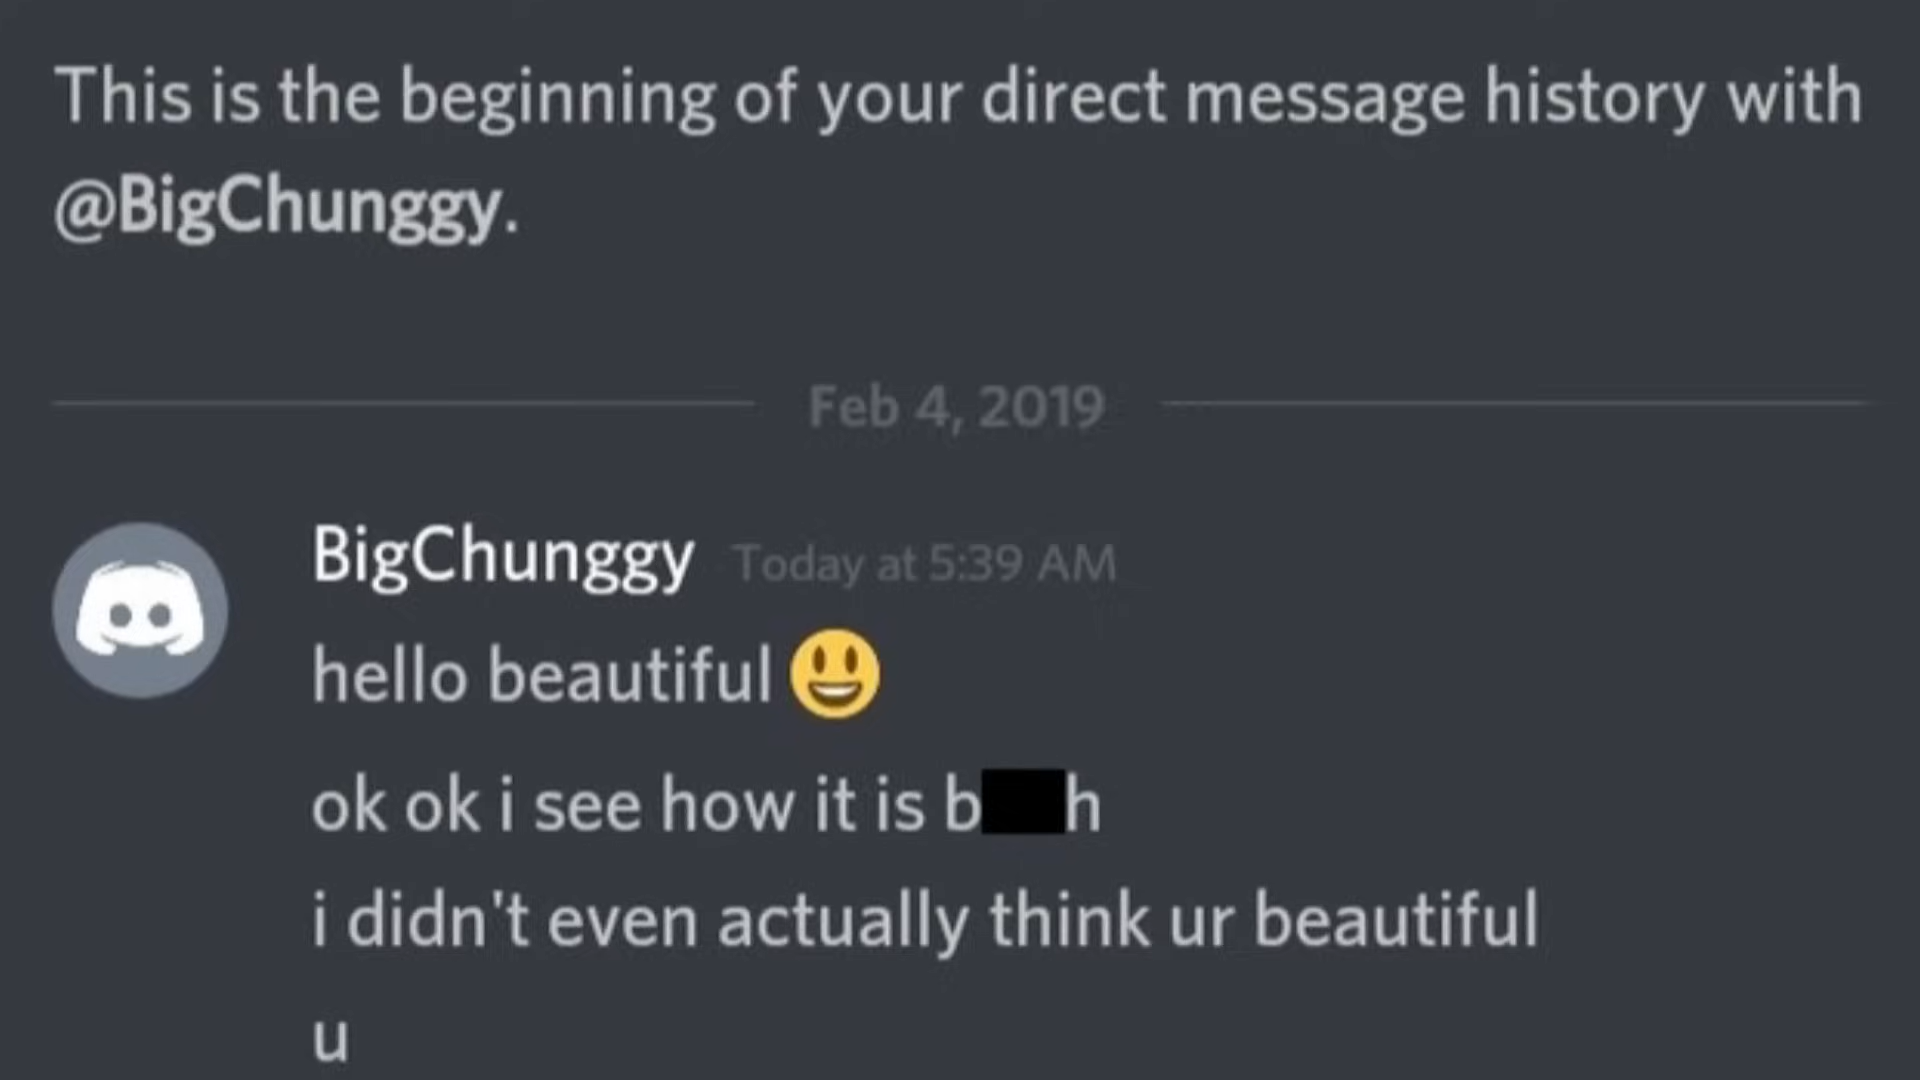 This is the beginning of your direct message history with
@BigChunggy.
Feb 4, 2019
BigChunggy Today at 5:39 AM
hello beautiful 😃
ok ok i see how it is b h
i didn't even actually think ur beautiful
u